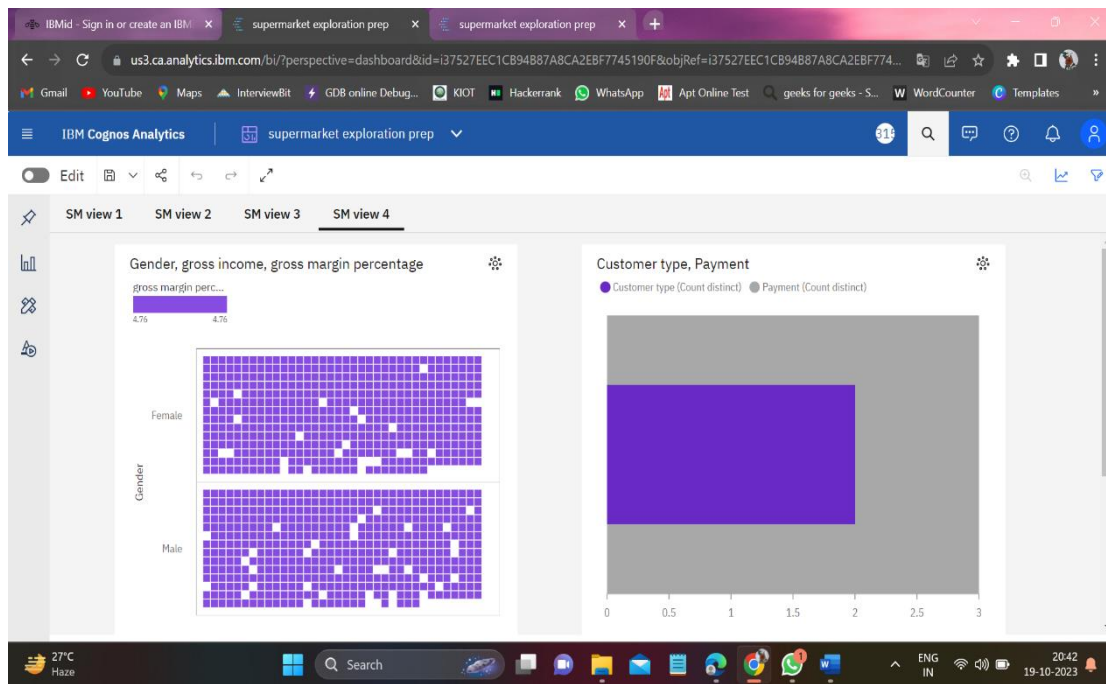 IBMid - Sign in or create an IBM
supermarket exploration prep
supermarket exploration prep
us3.ca.analytics.ibm.com/bi/?perspective=dashboard&id=i37527EEC1CB94B87A8CA2EBF7745190F&objRef=i37527EEC1CB94B87A8CA2EBF774...
Gmail YouTube Maps InterviewBit GDB online Debug... KIOT Hackerrank WhatsApp Apt Online Test geeks for geeks - S... WordCounter Templates »
IBM Cognos Analytics supermarket exploration prep
Edit
SM view 1 SM view 2 SM view 3 SM view 4
Gender, gross income, gross margin percentage
gross margin perc...
4.76 4.76
Gender
Female
Male
Customer type, Payment
Customer type (Count distinct) Payment (Count distinct)
0 0.5 1 1.5 2 2.5 3
27°C
Haze
Search
1
ENG
IN
20:42
19-10-2023